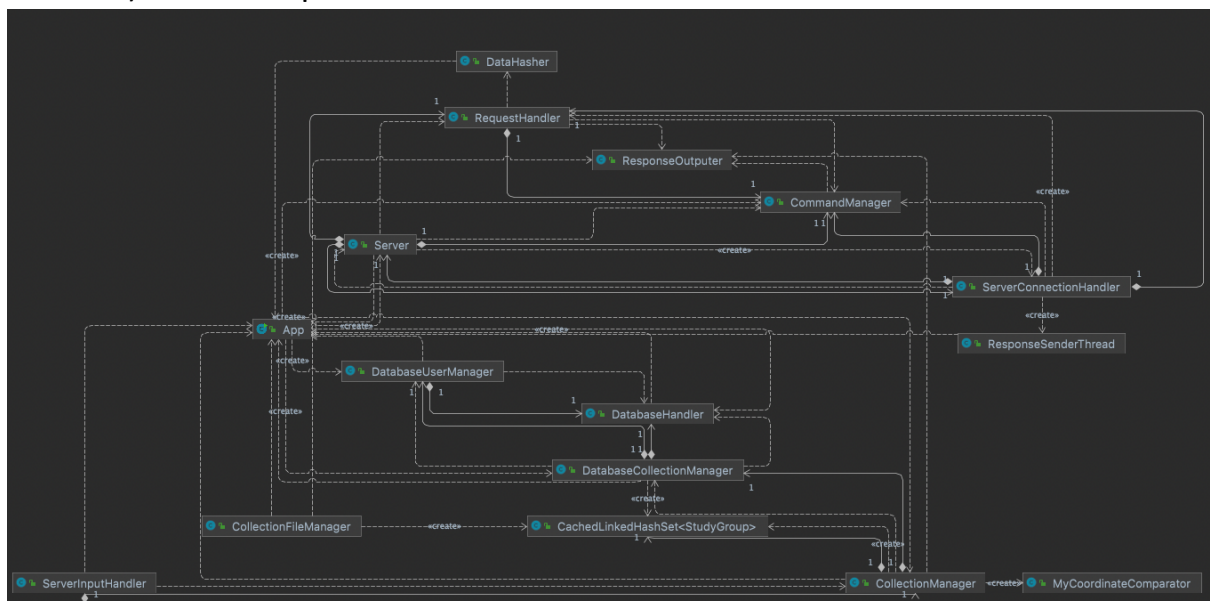 DataHasher
1
RequestHandler
1
1
ResponseOutputer
«create»
1
CommandManager
1
1 1
Server
«create»
«create»
1
1
1
1
1
1
ServerConnectionHandler
«create»
«create»
App
«create»
«create»
«create»
ResponseSenderThread
«create»
DatabaseUserManager
1
1
1
DatabaseHandler
«create»
1
1 1
DatabaseCollectionManager
1
«create»
CollectionFileManager
«create»
CachedLinkedHashSet<StudyGroup>
1
«create»
1
1
ServerInputHandler
CollectionManager
«create»
MyCoordinateComparator
1
1